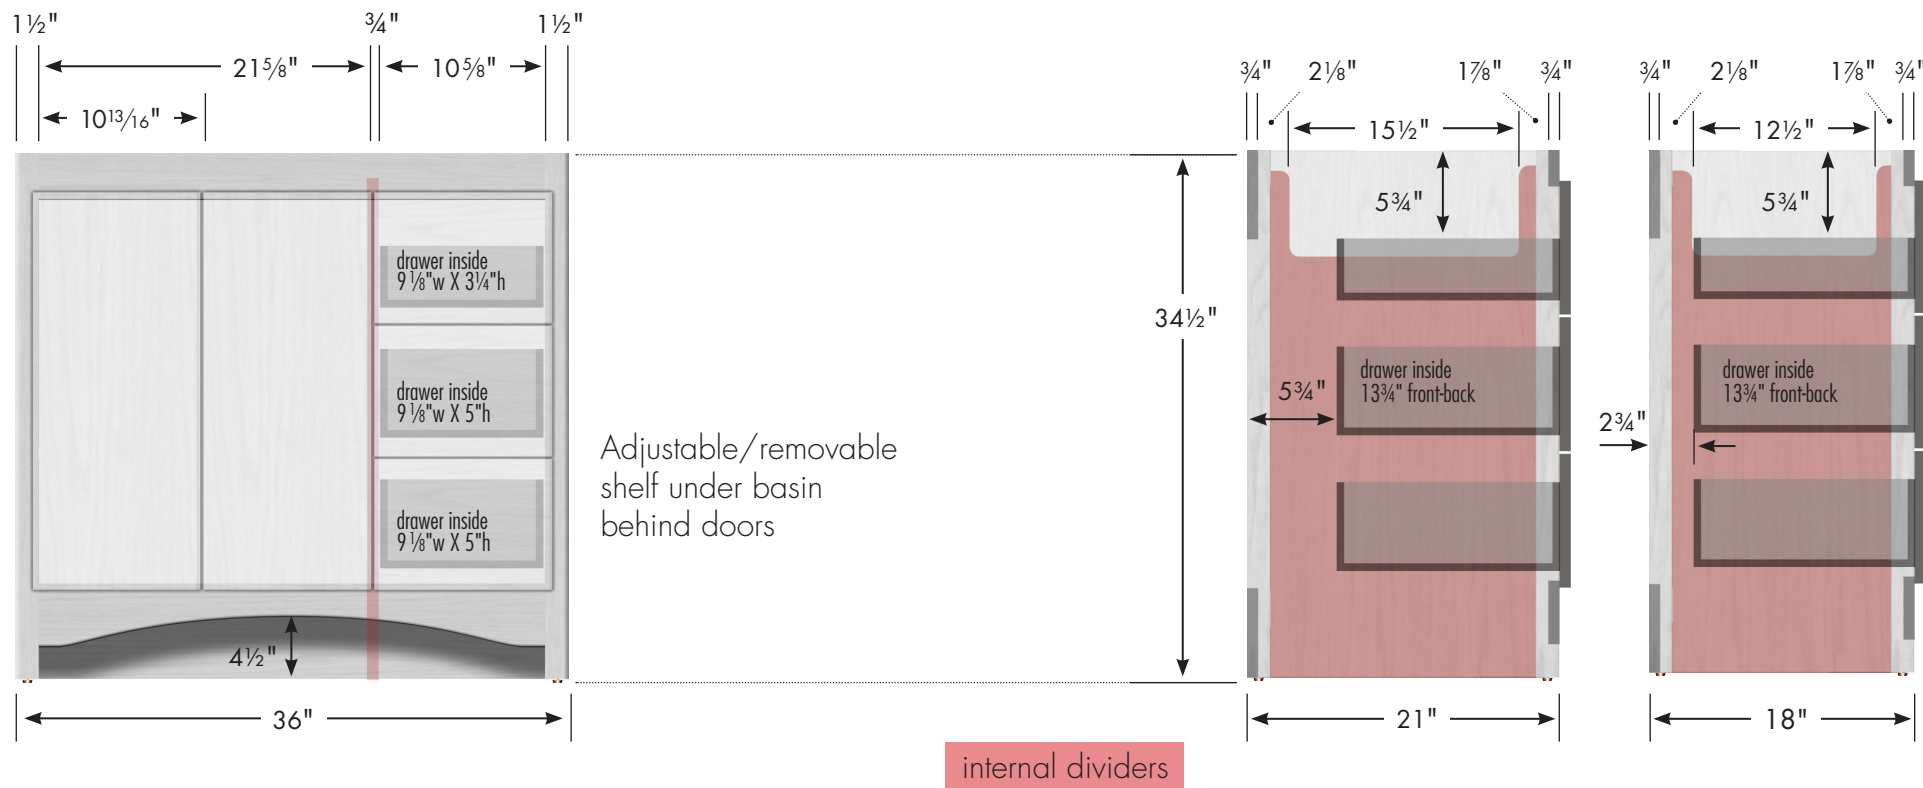 1½" ¾" 1½"
21⅝" 10⅝"
10 13/16"
drawer inside
9⅛"w X 3¼"h
drawer inside
9⅛"w X 5"h
drawer inside
9⅛"w X 5"h
4½"
36"
Adjustable/removable
shelf under basin
behind doors
34½"
internal dividers
¾" 2⅛" 1⅞" ¾"
15½"
5¾"
drawer inside
13¾" front-back
5¾"
21"
¾" 2⅛" 1⅞" ¾"
12½"
5¾"
drawer inside
13¾" front-back
2¾"
18"